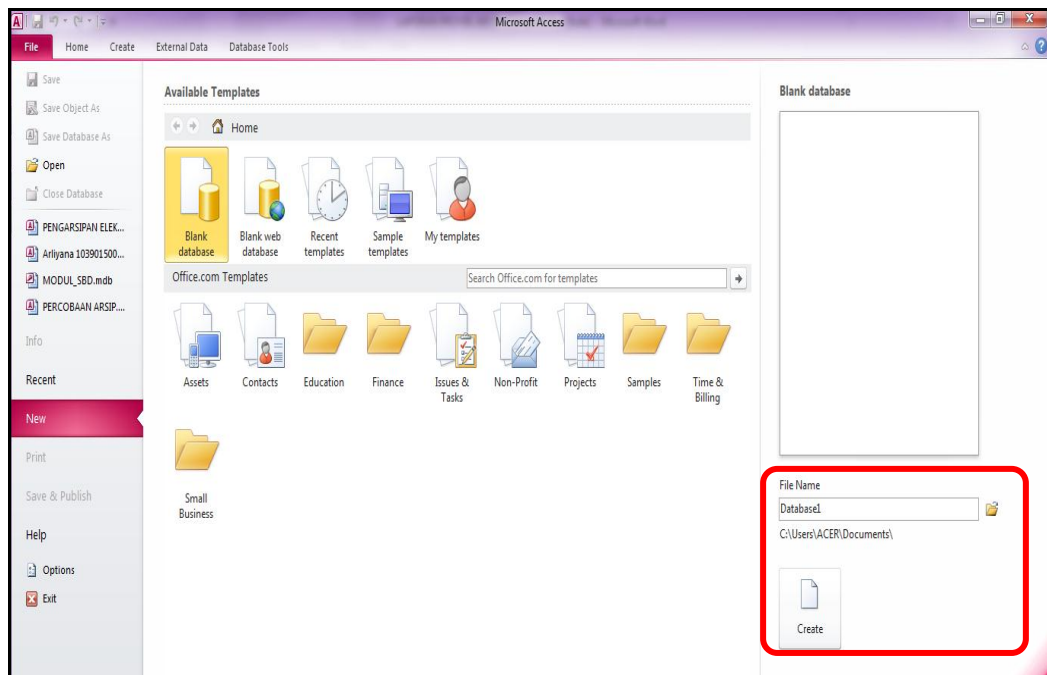 Microsoft Access
File Home Create External Data Database Tools
Save
Save Object As
Save Database As
Open
Close Database
PENGARSIPAN ELEK...
Arliyana 103901500...
MODUL_SBD.mdb
PERCOBAAN ARSIP....
Info
Recent
New
Print
Save & Publish
Help
Options
Exit
Available Templates
Home
Blank database
Blank web database
Recent templates
Sample templates
My templates
Office.com Templates
Search Office.com for templates
Assets
Contacts
Education
Finance
Issues & Tasks
Non-Profit
Projects
Samples
Time & Billing
Small Business
Blank database
File Name
Database1
C:\Users\ACER\Documents\
Create